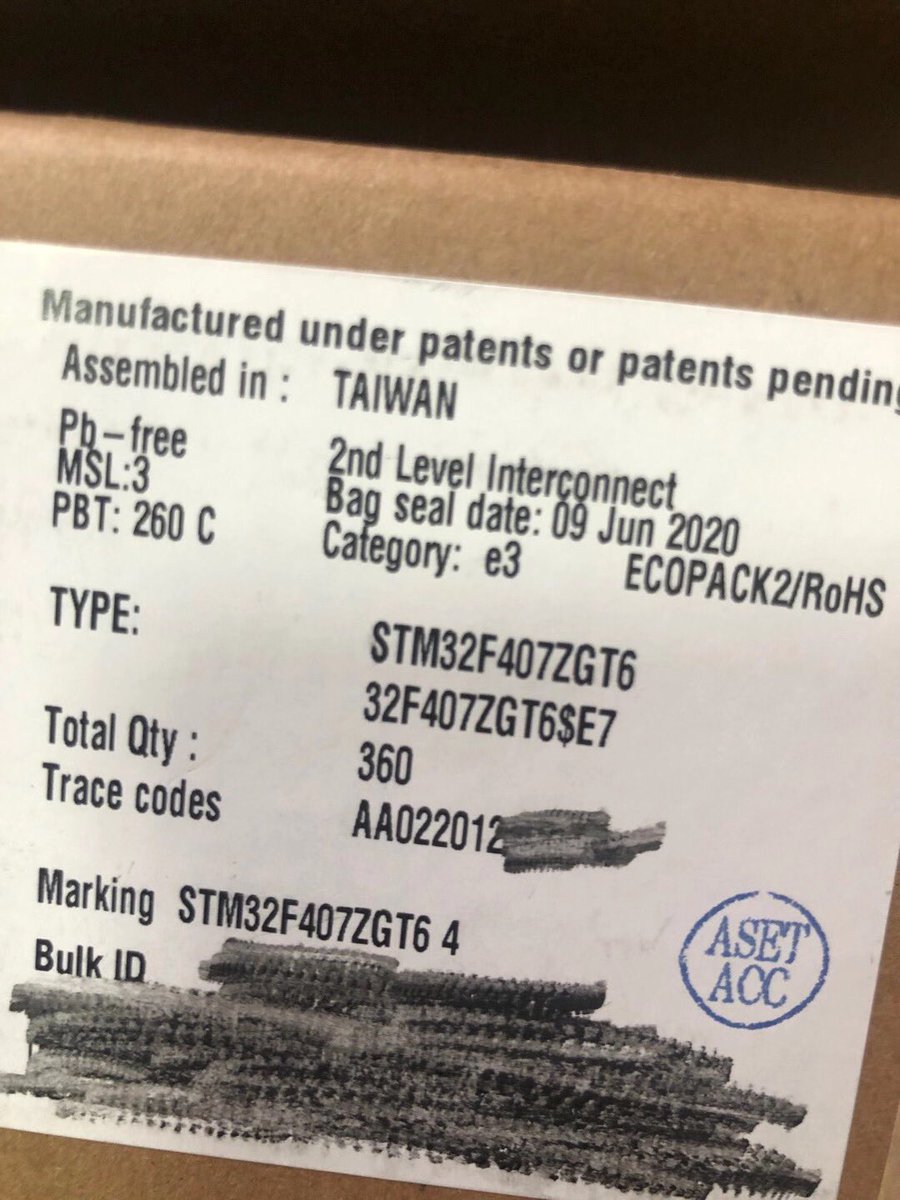 Manufactured under patents or patents pending
Assembled in : TAIWAN
Pb-free 2nd Level Interconnect
MSL:3 Bag seal date: 09 Jun 2020
PBT: 260 C Category: e3 ECOPACK2/RoHS
TYPE: STM32F407ZGT6
32F407ZGT6$E7
Total Qty : 360
Trace codes AA022012
Marking STM32F407ZGT6 4
Bulk ID
ASET
ACC